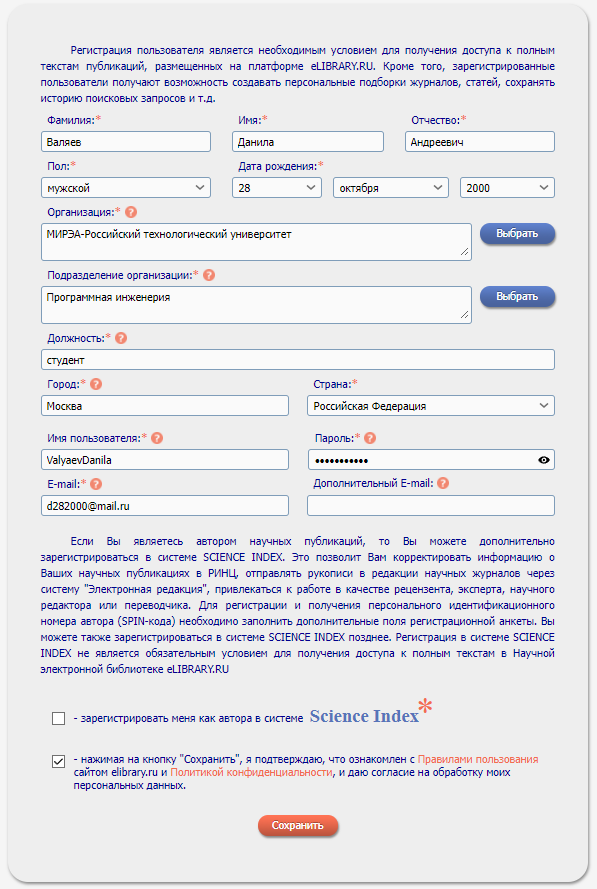 Регистрация пользователя является необходимым условием для получения доступа к полным
текстам публикаций, размещенных на платформе eLIBRARY.RU. Кроме того, зарегистрированные
пользователи получают возможность создавать персональные подборки журналов, статей, сохранять
историю поисковых запросов и т.д.
Фамилия:* Имя:* Отчество:*
Валяев Данила Андреевич
Пол:* Дата рождения:*
мужской 28 октября 2000
Организация:* ?
МИРЭА-Российский технологический университет Выбрать
Подразделение организации:* ?
Программная инженерия Выбрать
Должность:* ?
студент
Город:* ? Страна:*
Москва Российская Федерация
Имя пользователя:* ? Пароль:* ?
ValyaevDanila •••••••••••
E-mail:* ? Дополнительный E-mail: ?
d282000@mail.ru
Если Вы являетесь автором научных публикаций, то Вы можете дополнительно
зарегистрироваться в системе SCIENCE INDEX. Это позволит Вам корректировать информацию о
Ваших научных публикациях в РИНЦ, отправлять рукописи в редакции научных журналов через
систему "Электронная редакция", привлекаться к работе в качестве рецензента, эксперта, научного
редактора или переводчика. Для регистрации и получения персонального идентификационного
номера автора (SPIN-кода) необходимо заполнить дополнительные поля регистрационной анкеты. Вы
можете также зарегистрироваться в системе SCIENCE INDEX позднее. Регистрация в системе SCIENCE
INDEX не является обязательным условием для получения доступа к полным текстам в Научной
электронной библиотеке eLIBRARY.RU
- зарегистрировать меня как автора в системе Science Index*
- нажимая на кнопку "Сохранить", я подтверждаю, что ознакомлен с Правилами пользования
сайтом elibrary.ru и Политикой конфиденциальности, и даю согласие на обработку моих
персональных данных.
Сохранить